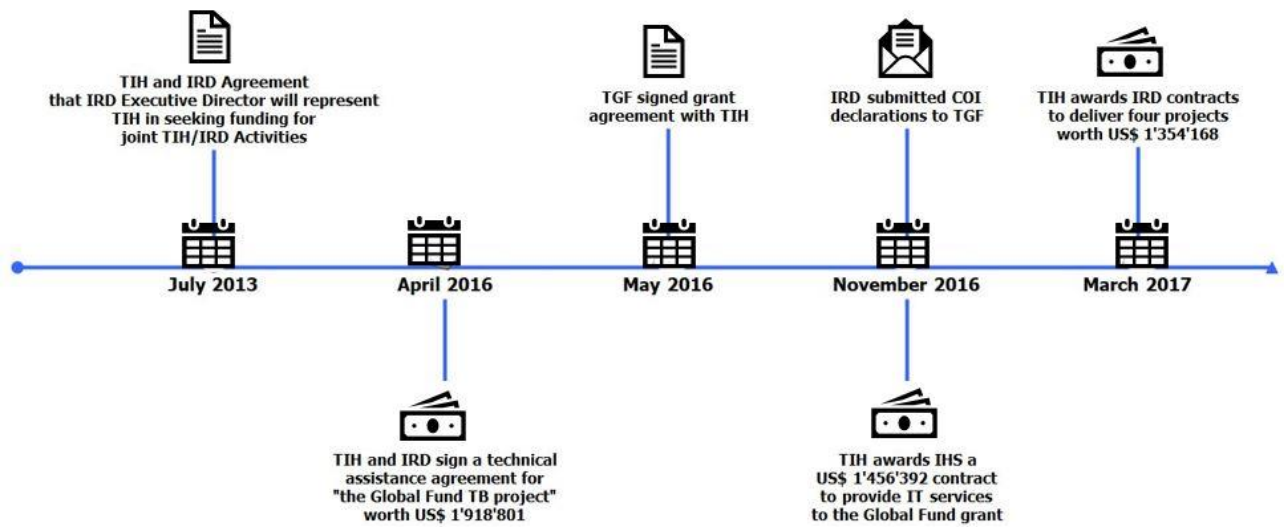 TIH and IRD Agreement
that IRD Executive Director will represent
TIH in seeking funding for
joint TIH/IRD Activities
TGF signed grant
agreement with TIH
IRD submitted COI
declarations to TGF
TIH awards IRD contracts
to deliver four projects
worth US$ 1'354'168
July 2013
April 2016
May 2016
November 2016
March 2017
TIH and IRD sign a technical
assistance agreement for
"the Global Fund TB project"
worth US$ 1'918'801
TIH awards IHS a
US$ 1'456'392 contract
to provide IT services
to the Global Fund grant